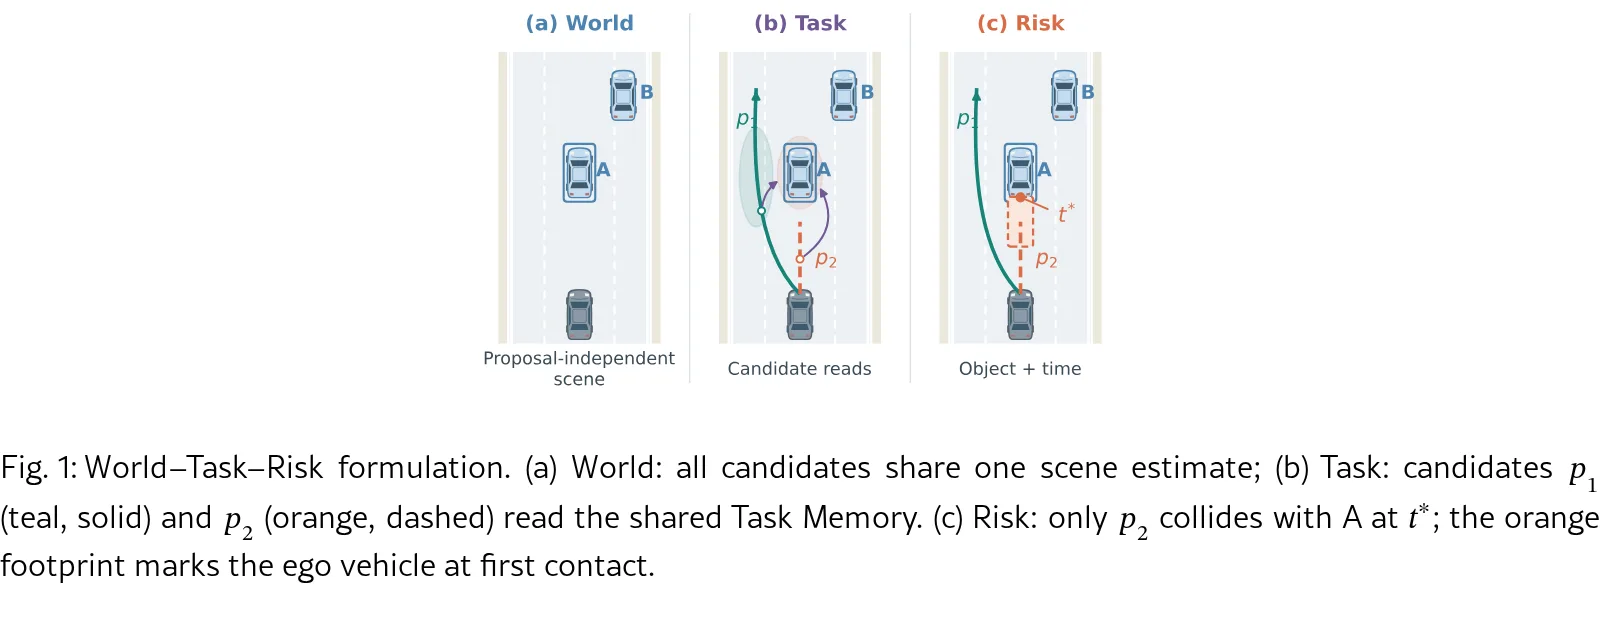 (a) World
(b) Task
(c) Risk
B
A
Proposal-independent
scene
B
p1
A
p2
Candidate reads
B
p1
A
t*
p2
Object + time
Fig. 1: World–Task–Risk formulation. (a) World: all candidates share one scene estimate; (b) Task: candidates p1
(teal, solid) and p2 (orange, dashed) read the shared Task Memory. (c) Risk: only p2 collides with A at t*; the orange
footprint marks the ego vehicle at first contact.